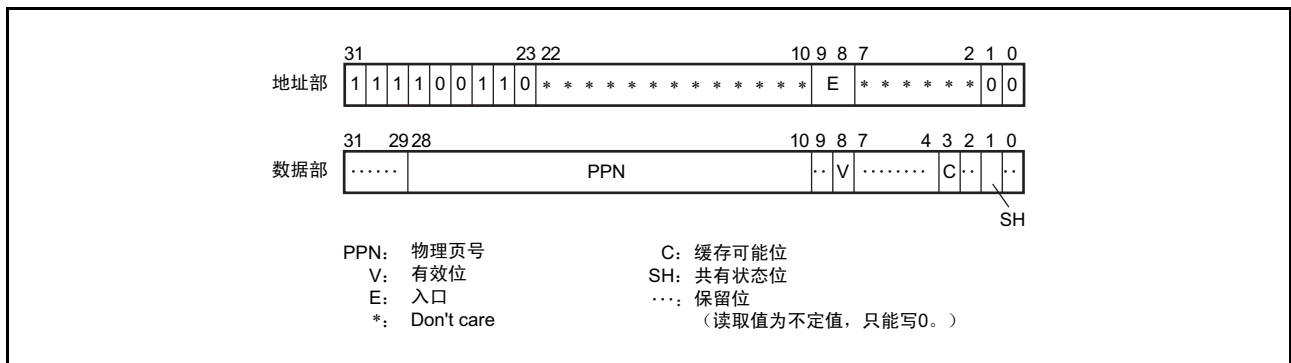 31 23 22 10 9 8 7 2 1 0
地址部 1 1 1 1 0 0 1 1 0 * * * * * * * * * * * * * E * * * * * * 0 0
31 29 28 10 9 8 7 4 3 2 1 0
数据部 ······ PPN ·· V ········ C ·· ··
SH
PPN： 物理页号 C：缓存可能位
V： 有效位 SH：共有状态位
E： 入口 ···：保留位
*： Don't care （读取值为不定值，只能写0。）